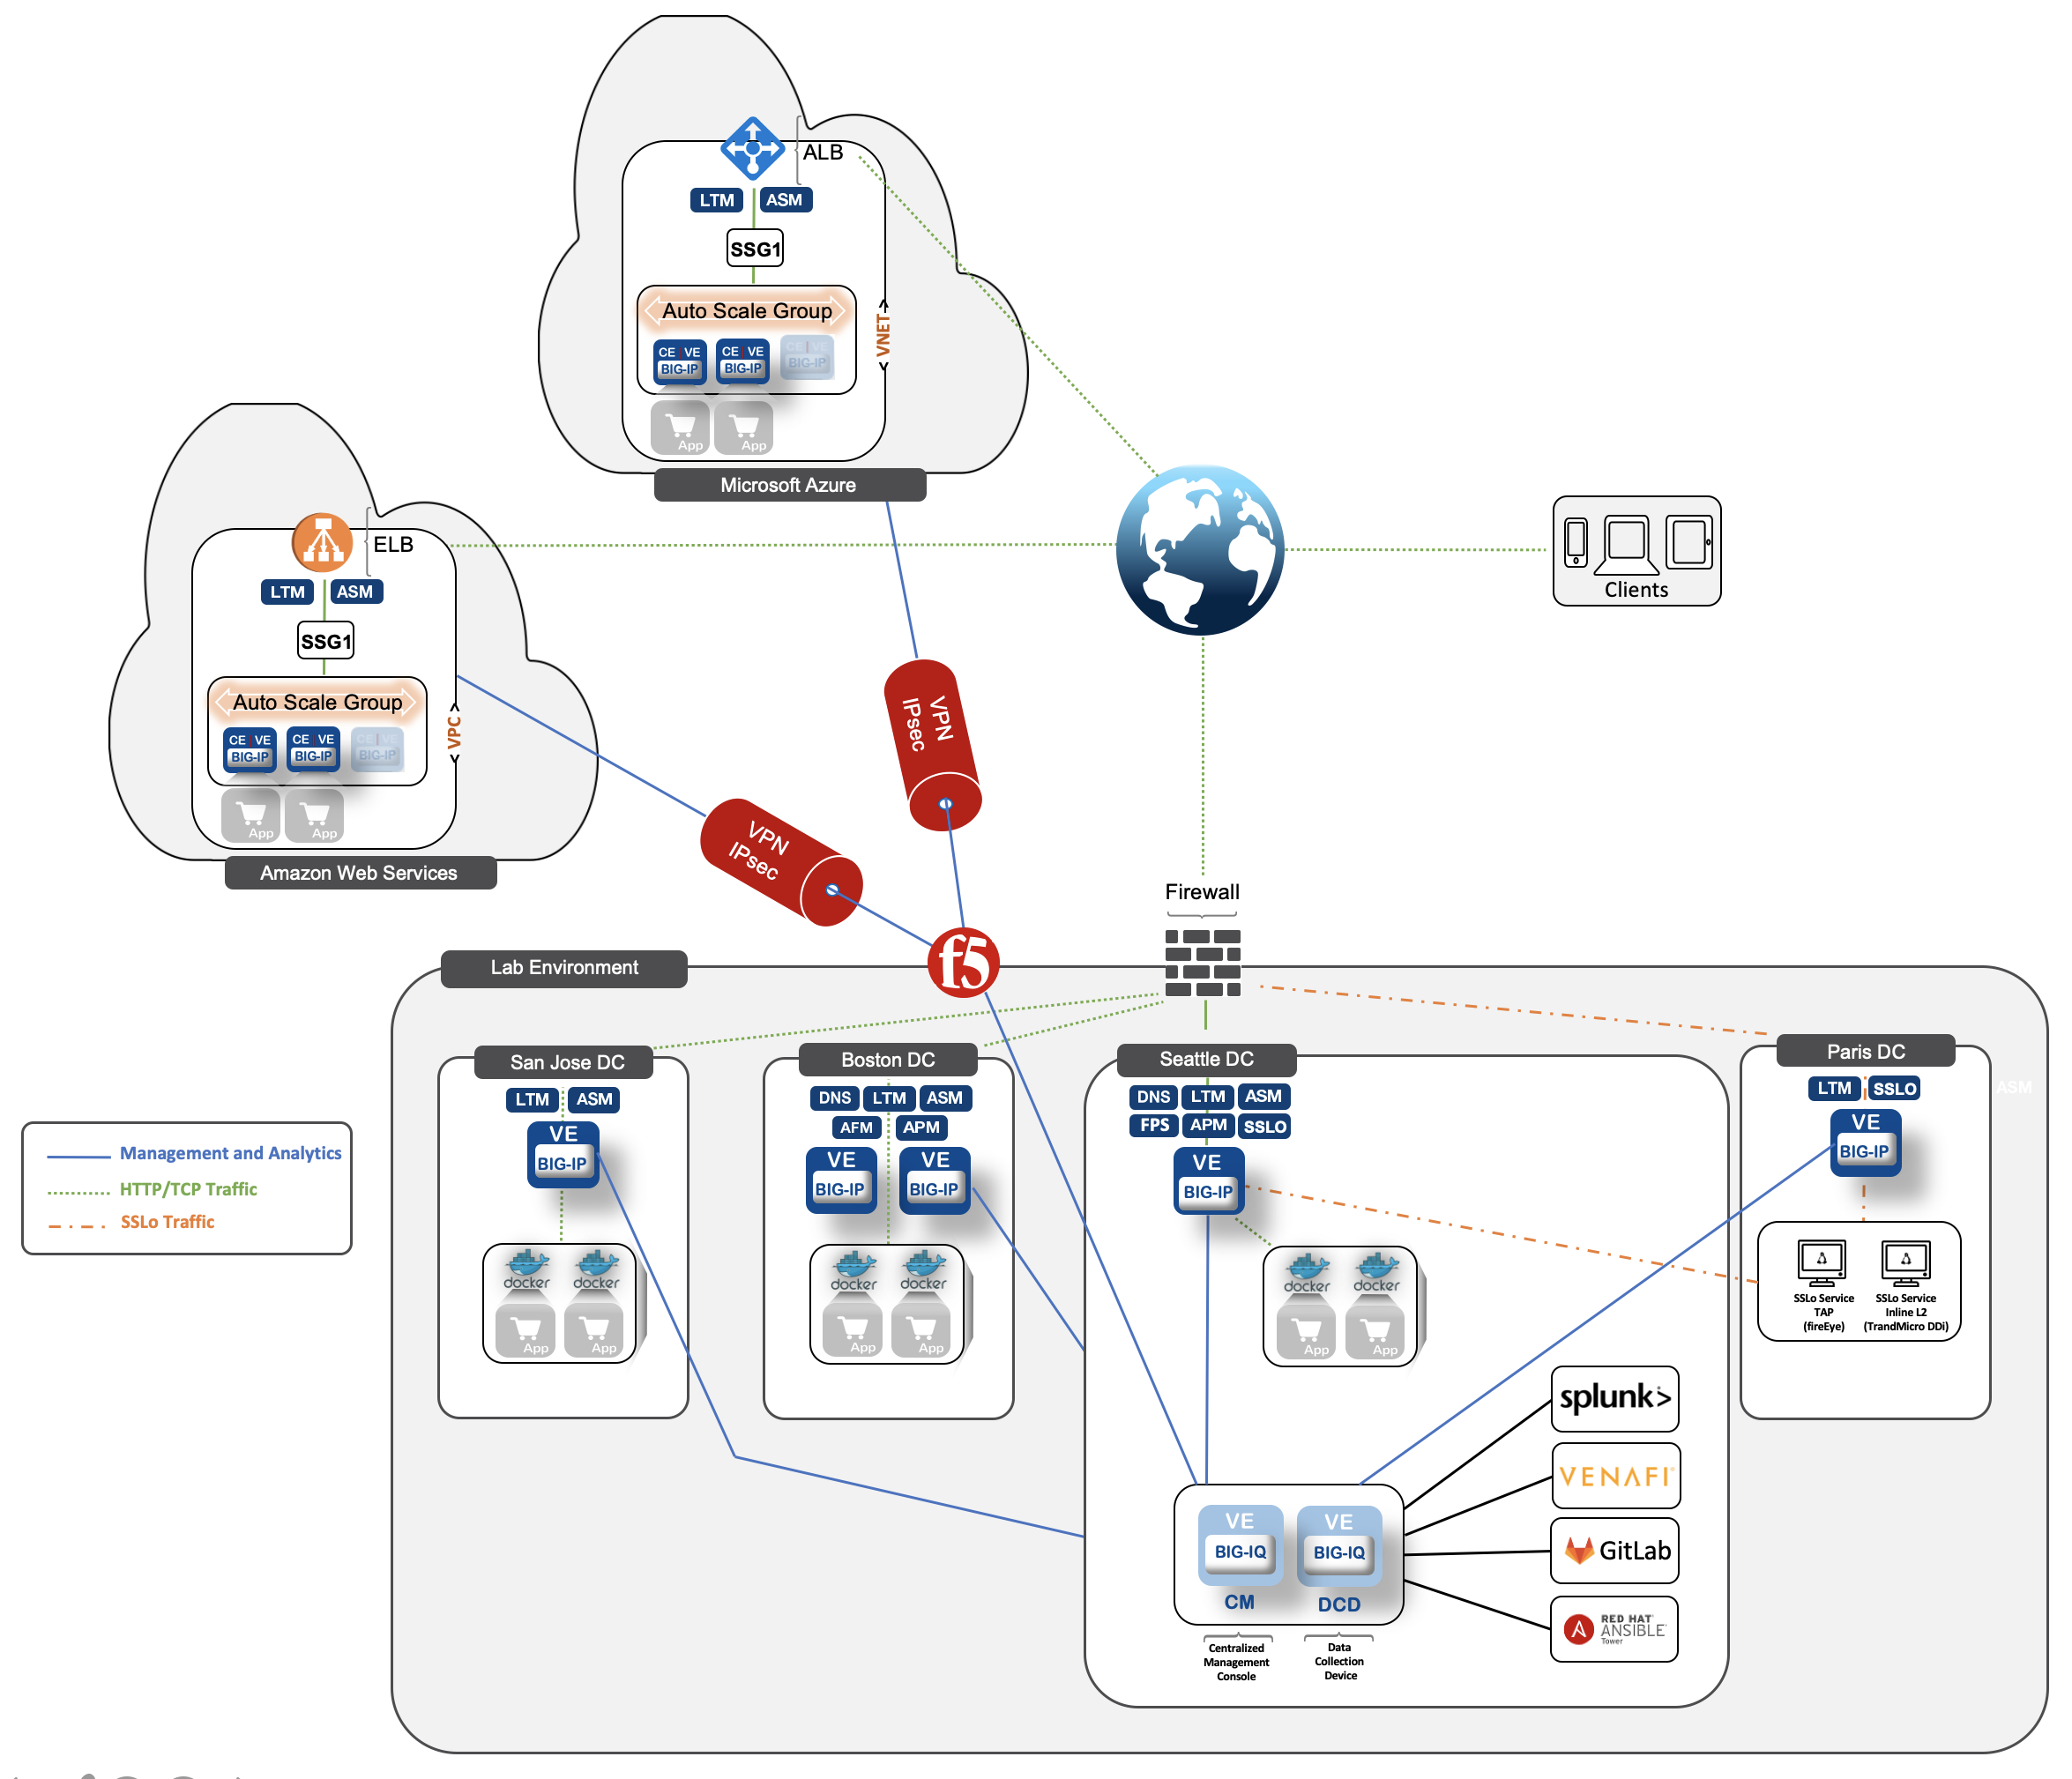 ALB
LTM
ASM
SSG1
Auto Scale Group
CE | VE
BIG-IP
CE | VE
BIG-IP
CE | VE
BIG-IP
VNET
App
App
Microsoft Azure
ELB
LTM
ASM
SSG1
Auto Scale Group
CE | VE
BIG-IP
CE | VE
BIG-IP
CE | VE
BIG-IP
VPC
App
App
Amazon Web Services
Clients
VPN
IPsec
VPN
IPsec
Firewall
f5
Lab Environment
San Jose DC
LTM
ASM
VE
BIG-IP
docker
docker
App
App
Boston DC
DNS
LTM
ASM
AFM
APM
VE
BIG-IP
VE
BIG-IP
docker
docker
App
App
Seattle DC
DNS
LTM
ASM
FPS
APM
SSLO
VE
BIG-IP
docker
docker
App
App
Paris DC
LTM
SSLO
ASM
VE
BIG-IP
SSLo Service
TAP
(fireEye)
SSLo Service
Inline L2
(TrandMicro DDi)
Management and Analytics
HTTP/TCP Traffic
SSLo Traffic
splunk>
VENAFI
GitLab
RED HAT
ANSIBLE
Tower
VE
BIG-IQ
CM
VE
BIG-IQ
DCD
Centralized
Management
Console
Data
Collection
Device